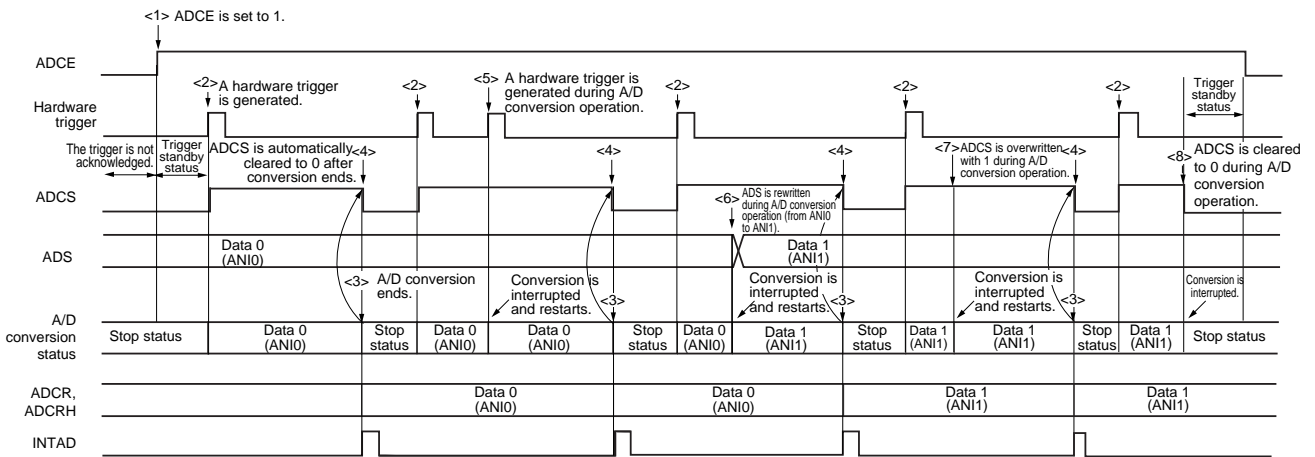 <1> ADCE is set to 1.
ADCE
<2> A hardware trigger
is generated.
<2>
<5> A hardware trigger is
generated during A/D
conversion operation.
<2>
<2>
<2>
Trigger
standby
status
Hardware
trigger
The trigger is not
acknowledged.
Trigger
standby
status
ADCS is automatically
cleared to 0 after
conversion ends.
<4>
<4>
<4>
<7> ADCS is overwritten
with 1 during A/D
conversion operation.
<4>
<8> ADCS is cleared
to 0 during A/D
conversion
operation.
ADCS
<6> ADS is rewritten
during A/D conversion
operation (from ANI0
to ANI1).
ADS
Data 0
(ANI0)
Data 1
(ANI1)
<3> A/D conversion
ends.
Conversion is
interrupted
and restarts.
<3>
Conversion is
interrupted
and restarts.
<3>
Conversion is
interrupted
and restarts.
<3>
Conversion is
interrupted.
A/D
conversion
status
Stop status
Data 0
(ANI0)
Stop
status
Data 0
(ANI0)
Data 0
(ANI0)
Stop
status
Data 0
(ANI0)
Data 1
(ANI1)
Stop
status
Data 1
(ANI1)
Data 1
(ANI1)
Stop
status
Data 1
(ANI1)
Stop status
ADCR,
ADCRH
Data 0
(ANI0)
Data 0
(ANI0)
Data 1
(ANI1)
Data 1
(ANI1)
INTAD